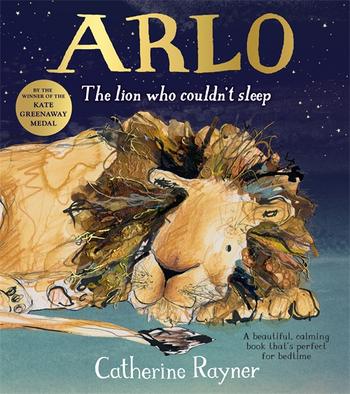 ARLO
The lion who couldn't sleep
BY THE
WINNER OF THE
KATE
GREENAWAY
MEDAL
A beautiful, calming
book that's perfect
for bedtime
Catherine Rayner